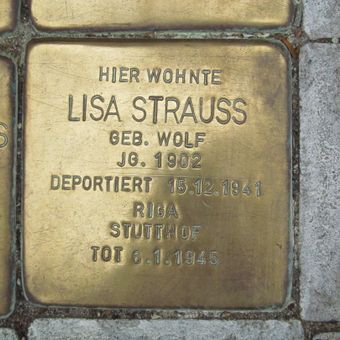 HIER WOHNTE
LISA STRAUSS
GEB. WOLF
JG. 1902
DEPORTIERT 15.12.1941
RIGA
STUTTHOF
TOT 6.1.1945